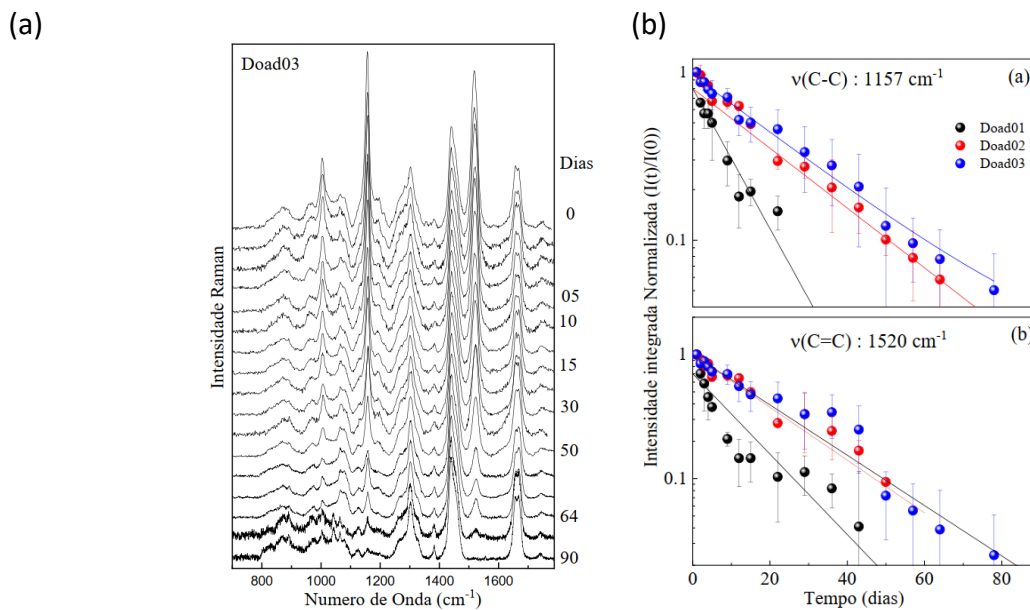 (a)
Doad03
Dias
0
05
10
15
30
50
64
90
Intensidade Raman
800 1000 1200 1400 1600
Numero de Onda (cm⁻¹)
(b)
(a)
ν(C-C) : 1157 cm⁻¹
Doad01
Doad02
Doad03
1
0.1
Intensidade integrada Normalizada (I(t)/I(0))
(b)
ν(C=C) : 1520 cm⁻¹
1
0.1
0 20 40 60 80
Tempo (dias)